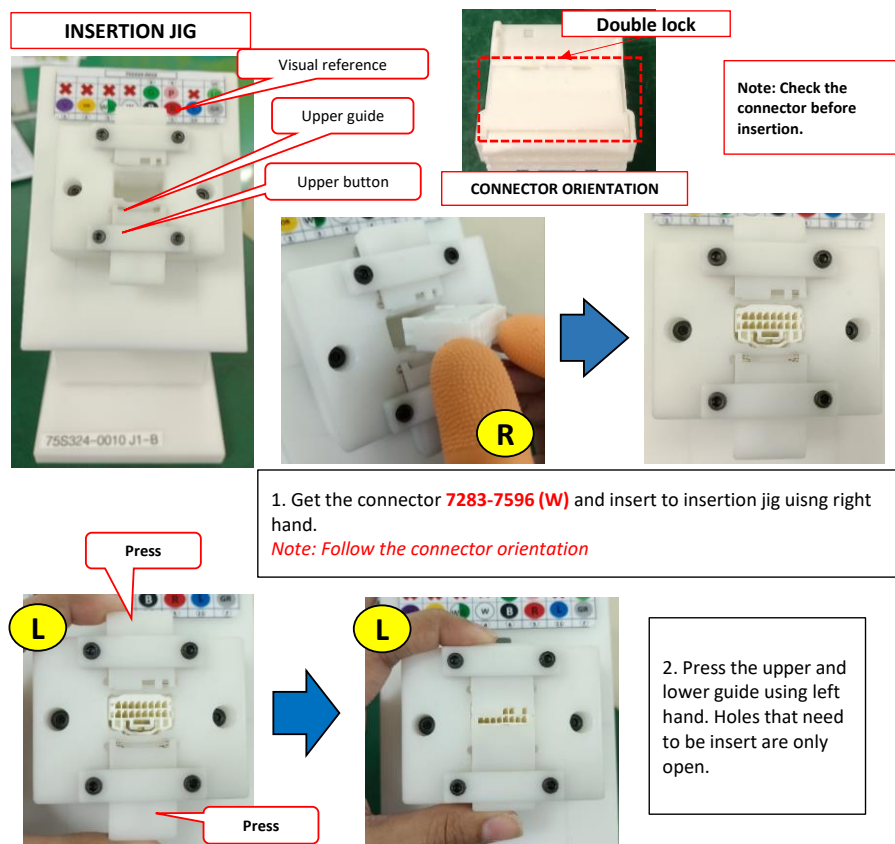 INSERTION JIG
Visual reference
Upper guide
Upper button
75S324-0010 J1-B
Double lock
CONNECTOR ORIENTATION
Note: Check the
connector before
insertion.
R
1. Get the connector 7283-7596 (W) and insert to insertion jig uisng right
hand.
Note: Follow the connector orientation
Press
L
B R L GR
Press
L
W B R L GR
2. Press the upper and
lower guide using left
hand. Holes that need
to be insert are only
open.